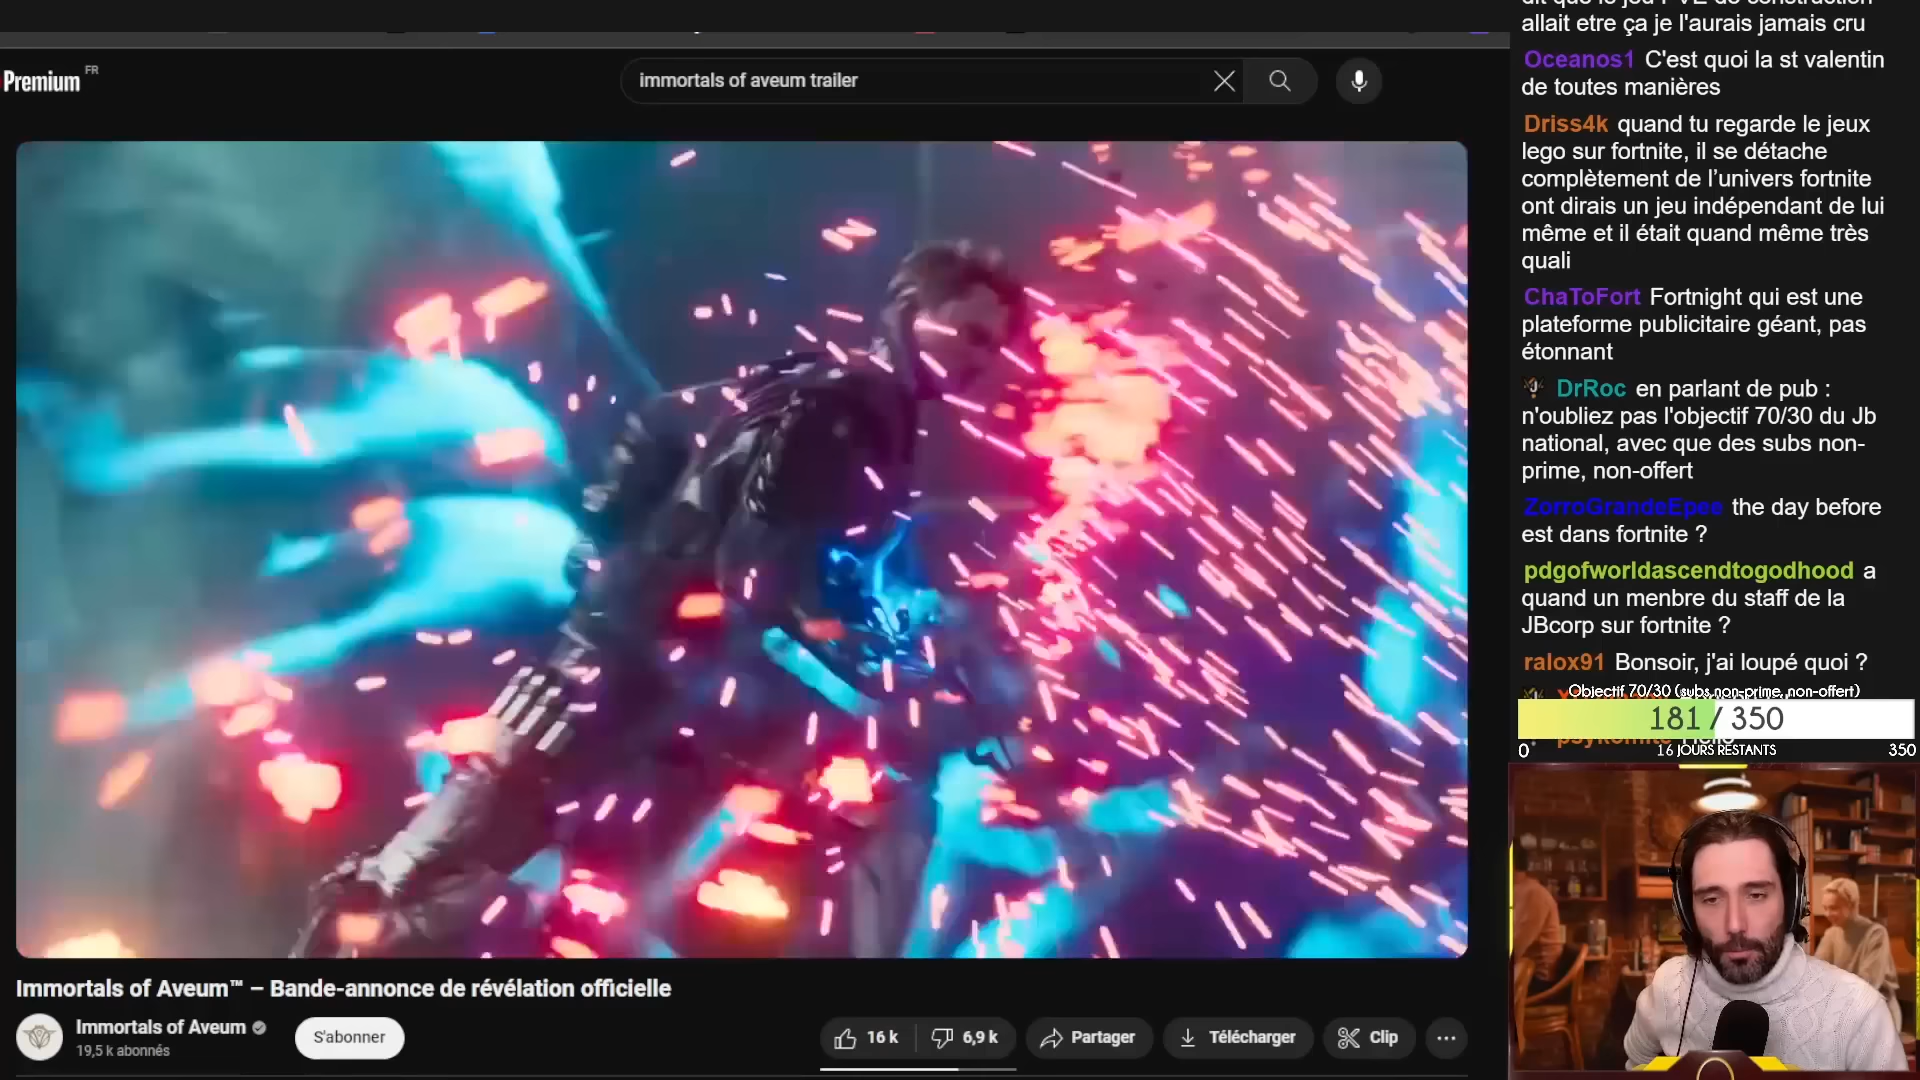 Premium FR
immortals of aveum trailer
allait etre ça je l'aurais jamais cru
Oceanos1 C'est quoi la st valentin
de toutes manières
Driss4k quand tu regarde le jeux
lego sur fortnite, il se détache
complètement de l'univers fortnite
ont dirais un jeu indépendant de lui
même et il était quand même très
quali
ChaToFort Fortnight qui est une
plateforme publicitaire géant, pas
étonnant
DrRoc en parlant de pub :
n'oubliez pas l'objectif 70/30 du Jb
national, avec que des subs non-
prime, non-offert
ZorroGrandeEpee the day before
est dans fortnite ?
pdgofworldascendtogodhood a
quand un menbre du staff de la
JBcorp sur fortnite ?
ralox91 Bonsoir, j'ai loupé quoi ?
Objectif 70/30 (subs non-prime, non-offert)
181 / 350
0 16 JOURS RESTANTS 350
Immortals of Aveum™ – Bande-annonce de révélation officielle
Immortals of Aveum
19,5 k abonnés
S'abonner
16 k
6,9 k
Partager
Télécharger
Clip